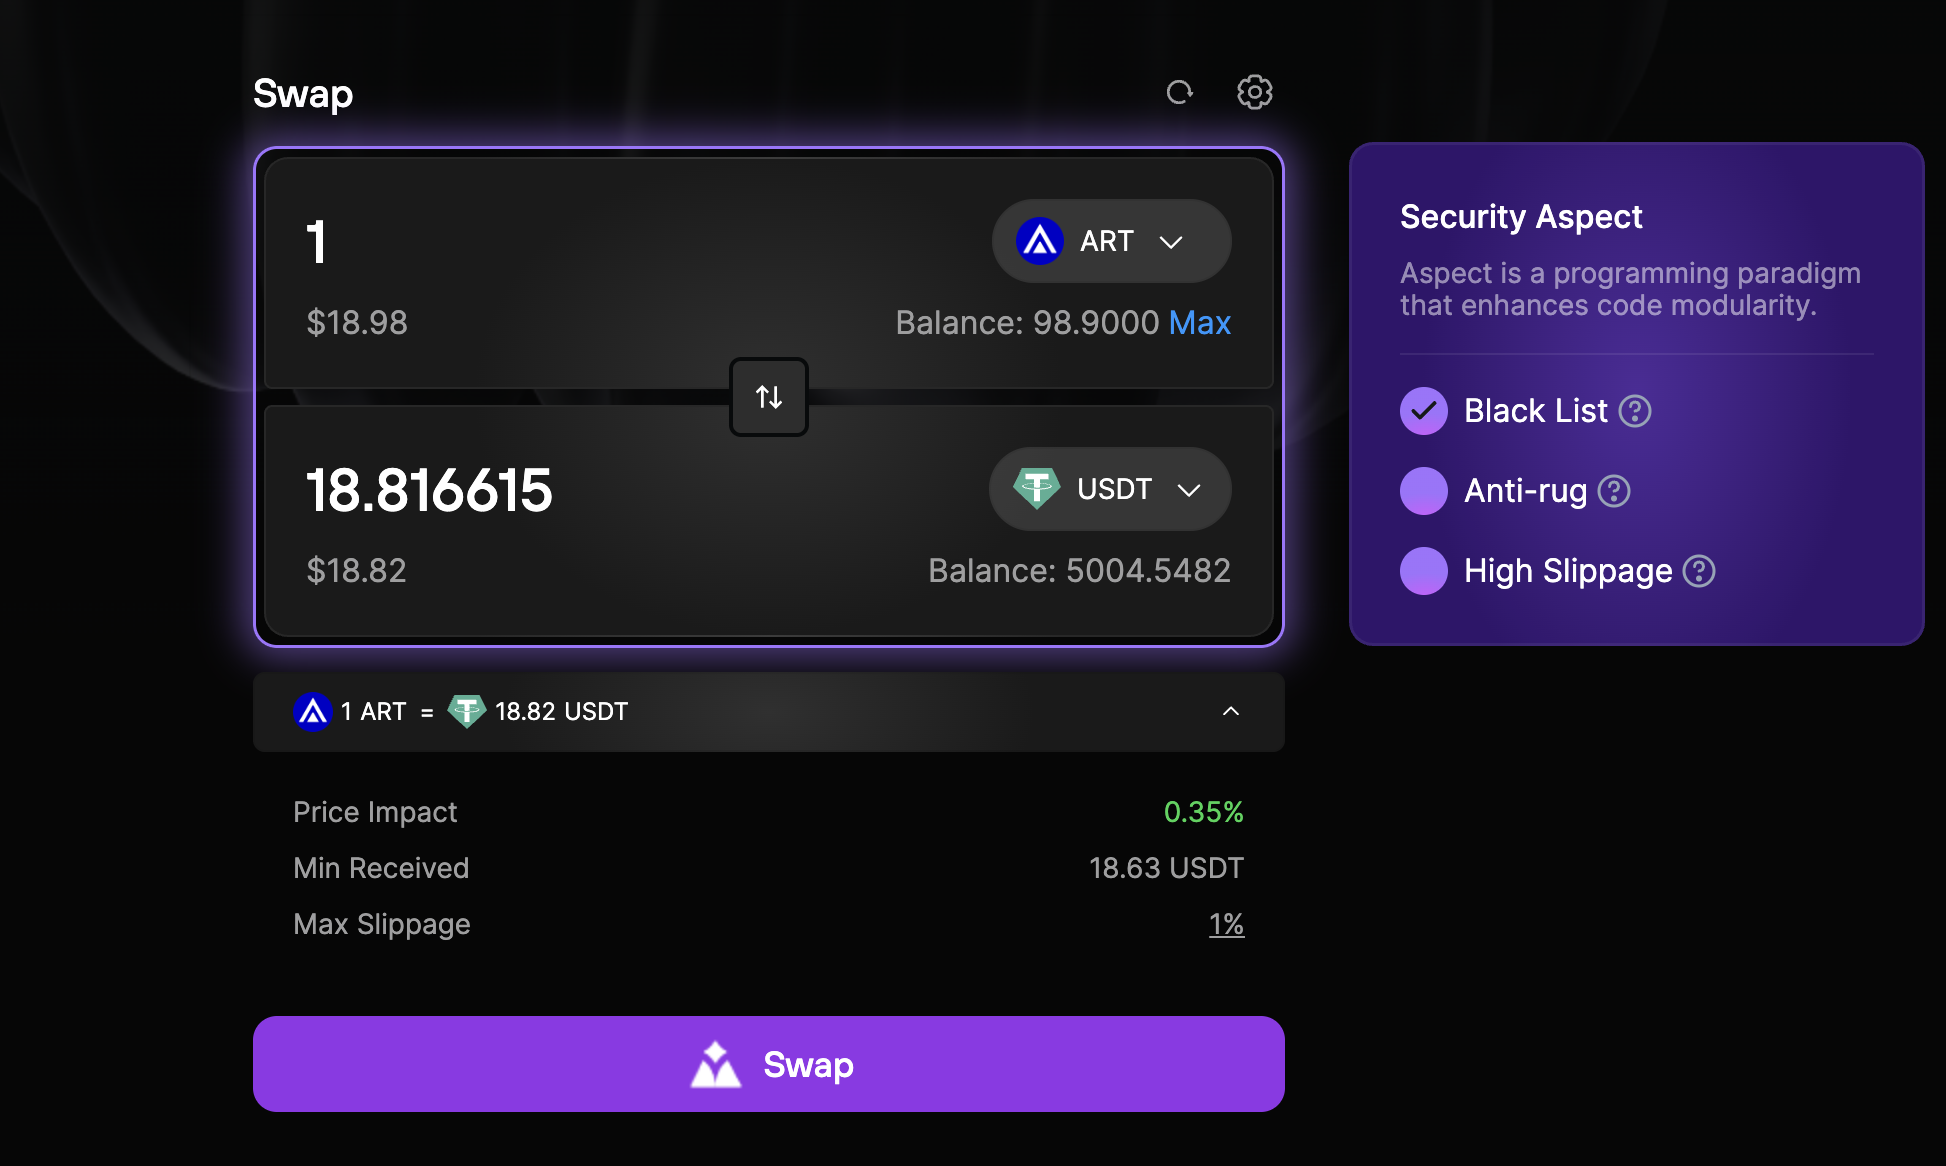 Swap
1
ART
$18.98
Balance: 98.9000 Max
18.816615
USDT
$18.82
Balance: 5004.5482
1 ART = 18.82 USDT
Price Impact 0.35%
Min Received 18.63 USDT
Max Slippage 1%
Swap
Security Aspect
Aspect is a programming paradigm
that enhances code modularity.
Black List ?
Anti-rug ?
High Slippage ?